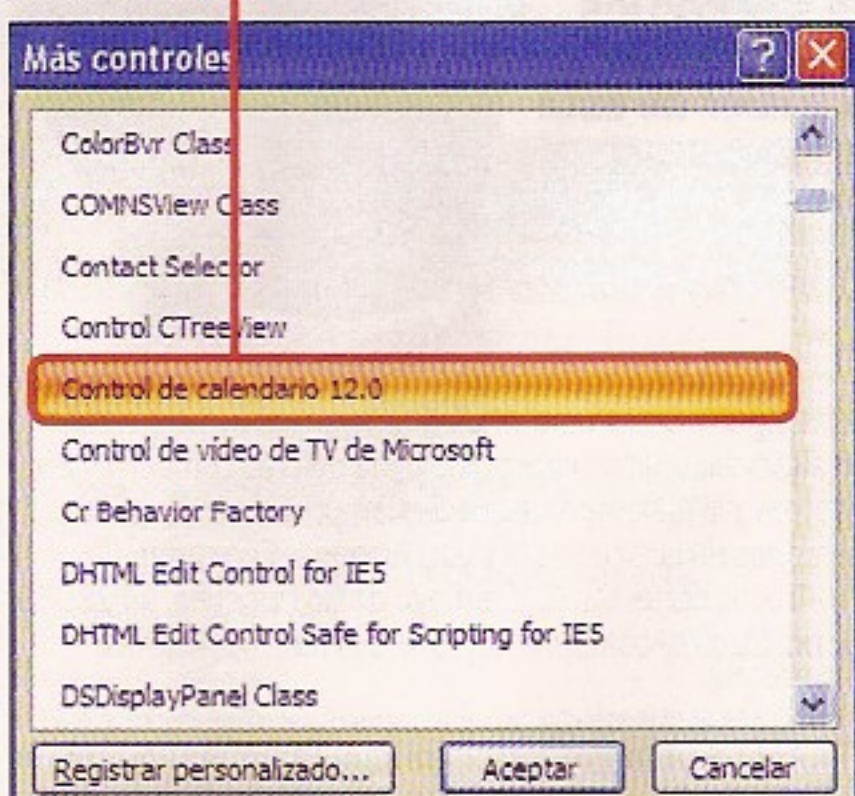 Más controles
ColorBvr Class
COMNSView Class
Contact Selector
Control CTreeView
Control de calendario 12.0
Control de vídeo de TV de Microsoft
Cr Behavior Factory
DHTML Edit Control for IE5
DHTML Edit Control Safe for Scripting for IE5
DSDisplayPanel Class
Registrar personalizado... Aceptar Cancelar